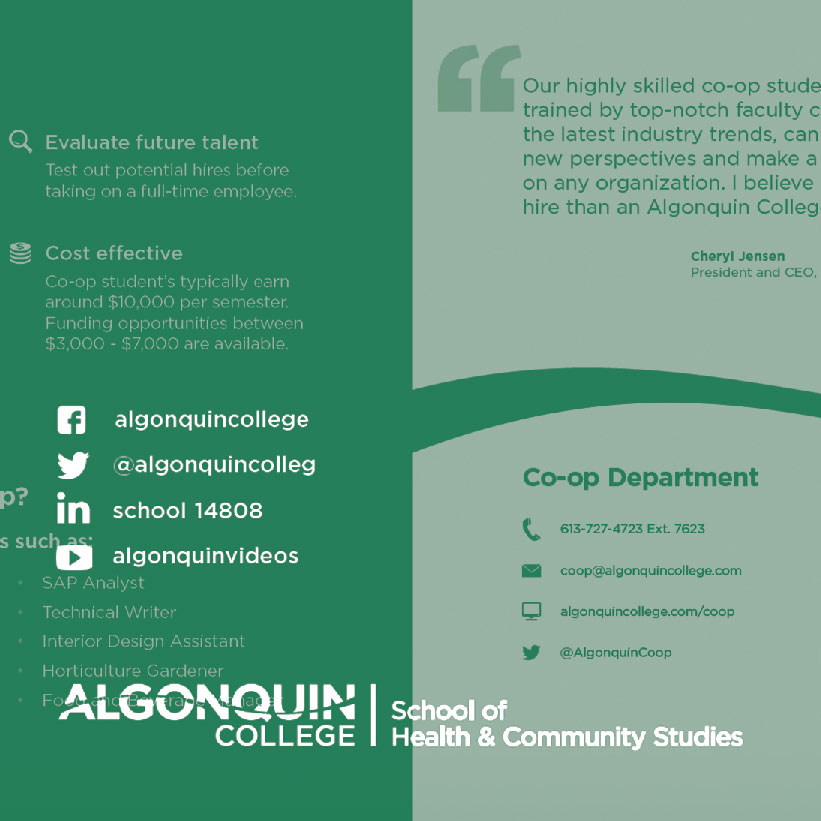 Evaluate future talent
Test out potential hires before
taking on a full-time employee.
Cost effective
Co-op student's typically earn
around $10,000 per semester.
Funding opportunities between
$3,000 - $7,000 are available.
algonquincollege
@algonquincolleg
school 14808
algonquinvideos
p?
s such as:
• SAP Analyst
• Technical Writer
• Interior Design Assistant
• Horticulture Gardener
• Food and Beverage
ALGONQUIN
COLLEGE
School of
Health & Community Studies
Our highly skilled co-op stude
trained by top-notch faculty c
the latest industry trends, can
new perspectives and make a
on any organization. I believe
hire than an Algonquin Colleg
Cheryl Jensen
President and CEO,
Co-op Department
613-727-4723 Ext. 7623
coop@algonquincollege.com
algonquincollege.com/coop
@AlgonquinCoop